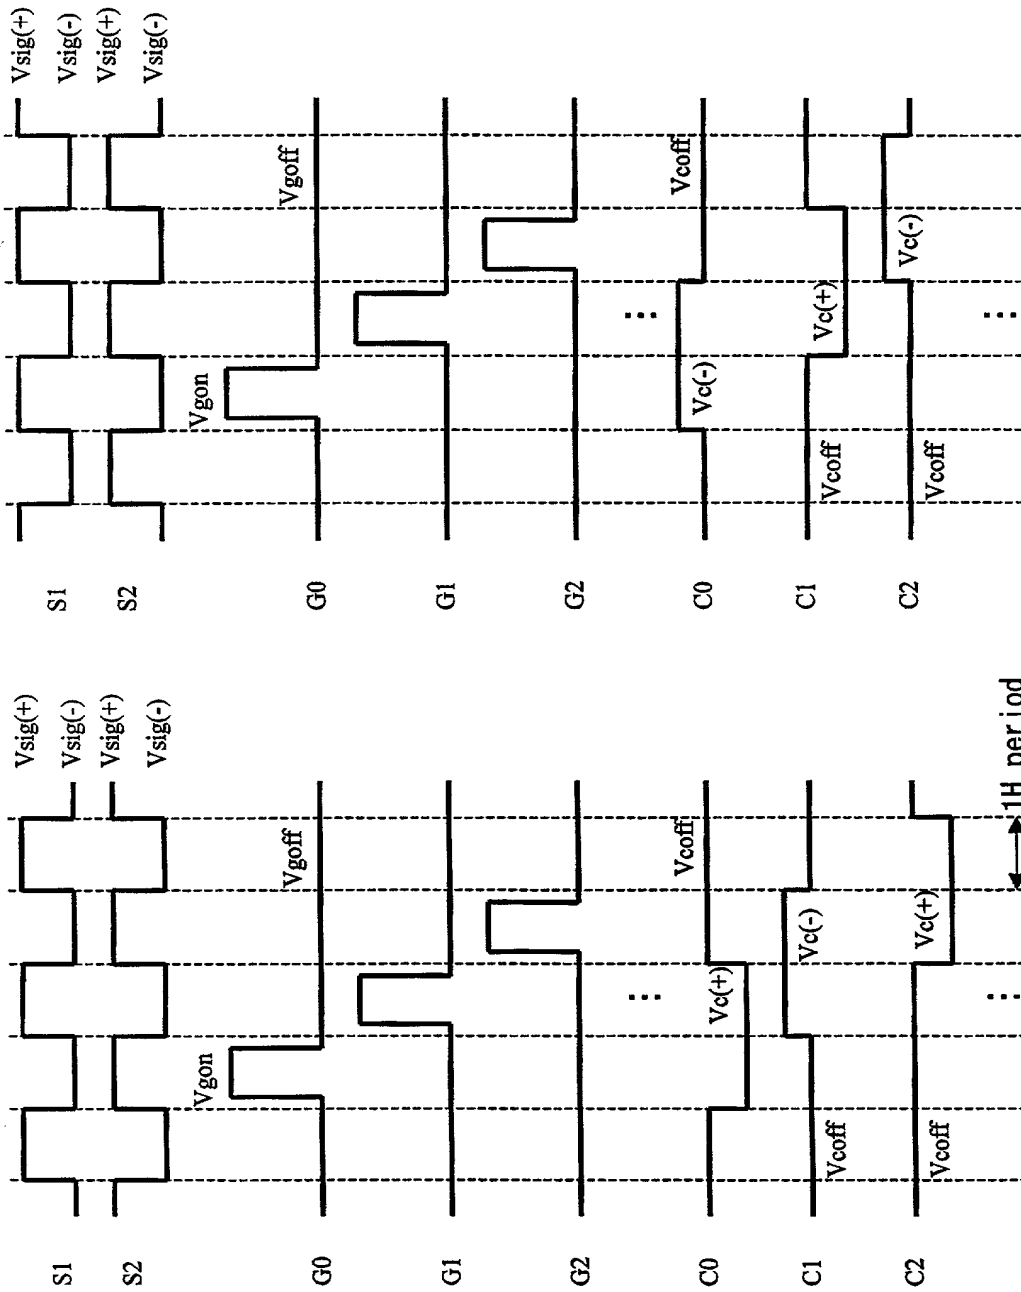 Vsig(+)
S1
Vsig(-)
Vsig(+)
S2
Vsig(-)
Vgon
Vgoff
G0
G1
G2
⋮
Vcoff
C0
Vc(+)
C1
Vcoff
Vc(-)
Vc(+)
C2
Vcoff
⋮
1H period
Vsig(+)
S1
Vsig(-)
Vsig(+)
S2
Vsig(-)
Vgon
Vgoff
G0
G1
G2
⋮
Vcoff
C0
Vc(-)
C1
Vcoff
Vc(+)
Vc(-)
C2
Vcoff
⋮